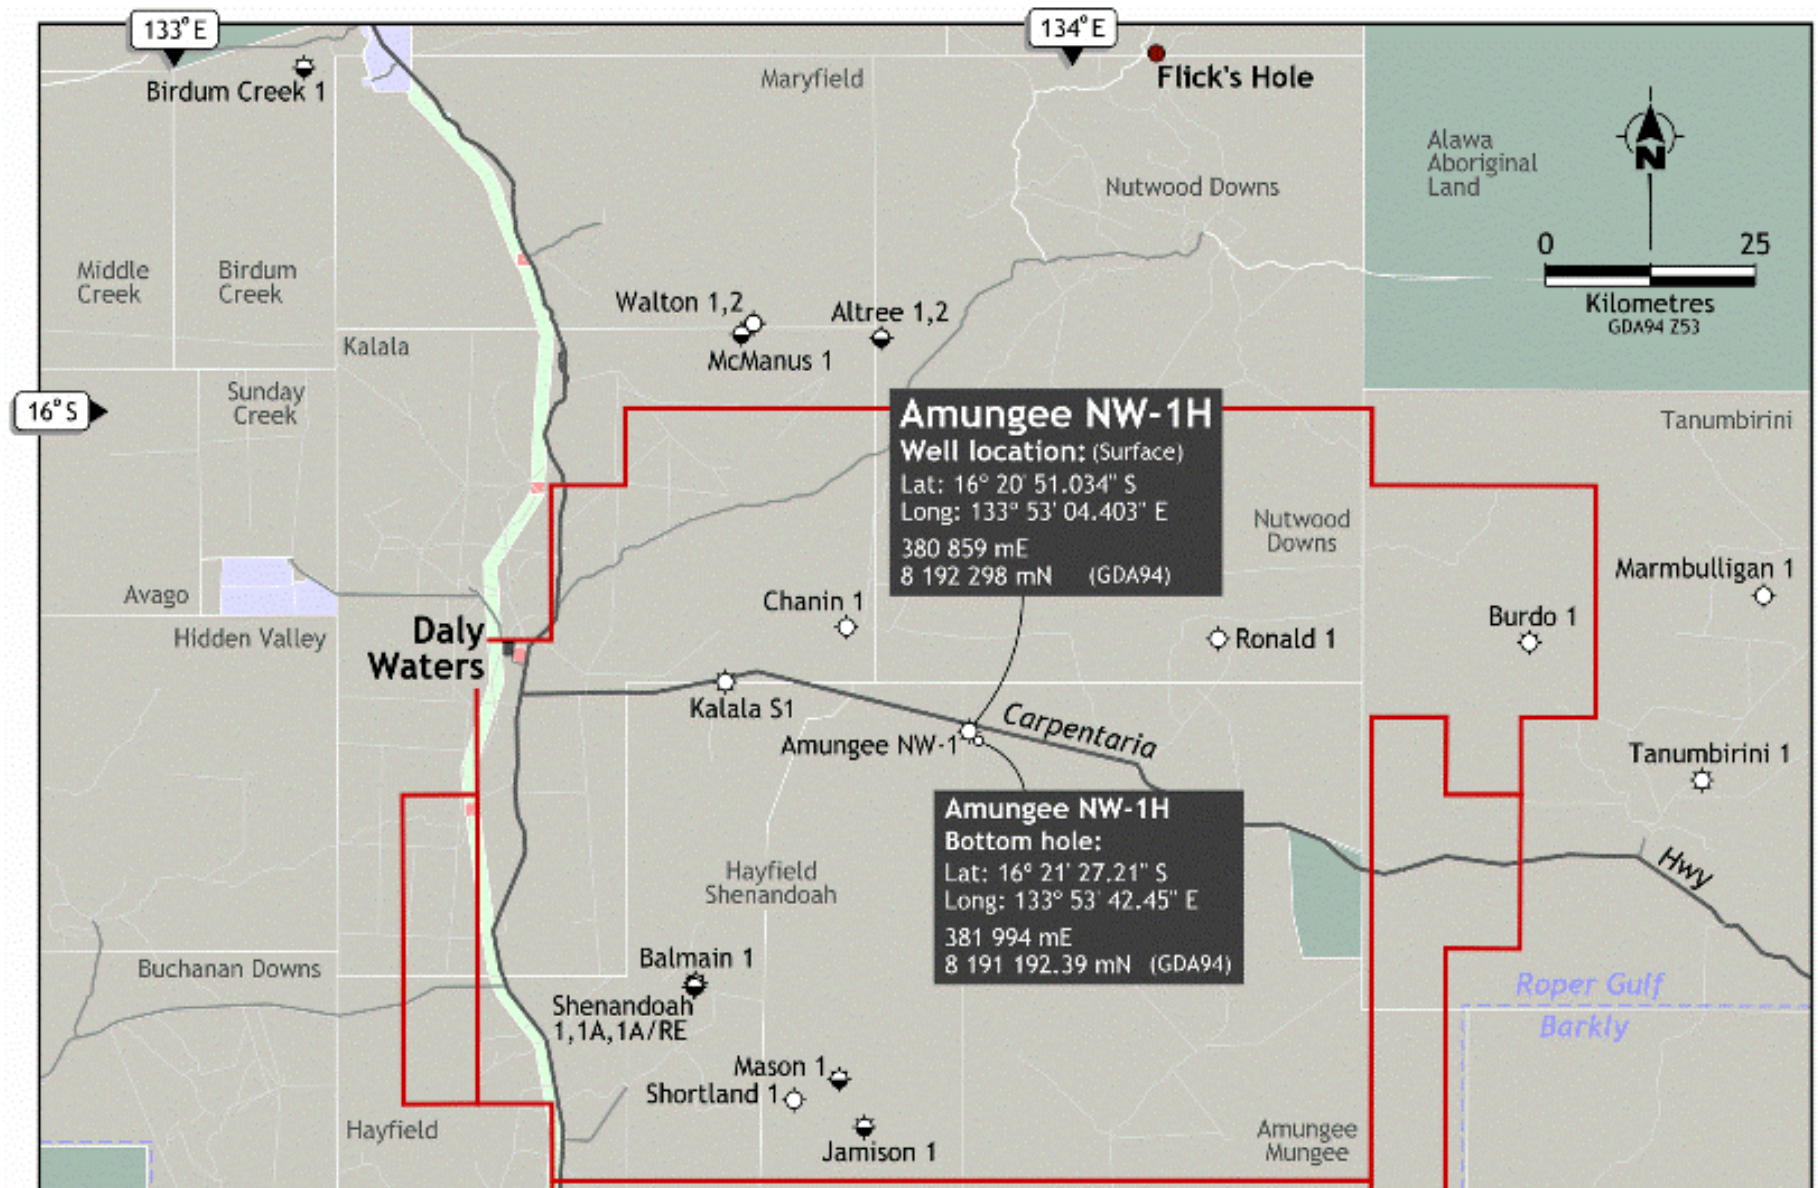 133° E
134° E
Birdum Creek 1
Maryfield
Flick's Hole
Alawa
Aboriginal
Land
N
Nutwood Downs
0 25
Kilometres
GDA94 Z53
Middle
Creek
Birdum
Creek
Walton 1,2
Altree 1,2
McManus 1
Kalala
Sunday
Creek
16° S
Tanumbirini
Amungee NW-1H
Well location: (Surface)
Lat: 16° 20' 51.034" S
Long: 133° 53' 04.403" E
380 859 mE
8 192 298 mN (GDA94)
Nutwood
Downs
Marmbulligan 1
Avago
Chanin 1
Burdo 1
Hidden Valley
Daly
Waters
Ronald 1
Kalala S1
Carpentaria
Amungee NW-1
Tanumbirini 1
Amungee NW-1H
Bottom hole:
Lat: 16° 21' 27.21" S
Long: 133° 53' 42.45" E
381 994 mE
8 191 192.39 mN (GDA94)
Hwy
Hayfield
Shenandoah
Buchanan Downs
Balmain 1
Shenandoah
1,1A,1A/RE
Roper Gulf
Barkly
Mason 1
Shortland 1
Hayfield
Jamison 1
Amungee
Mungee